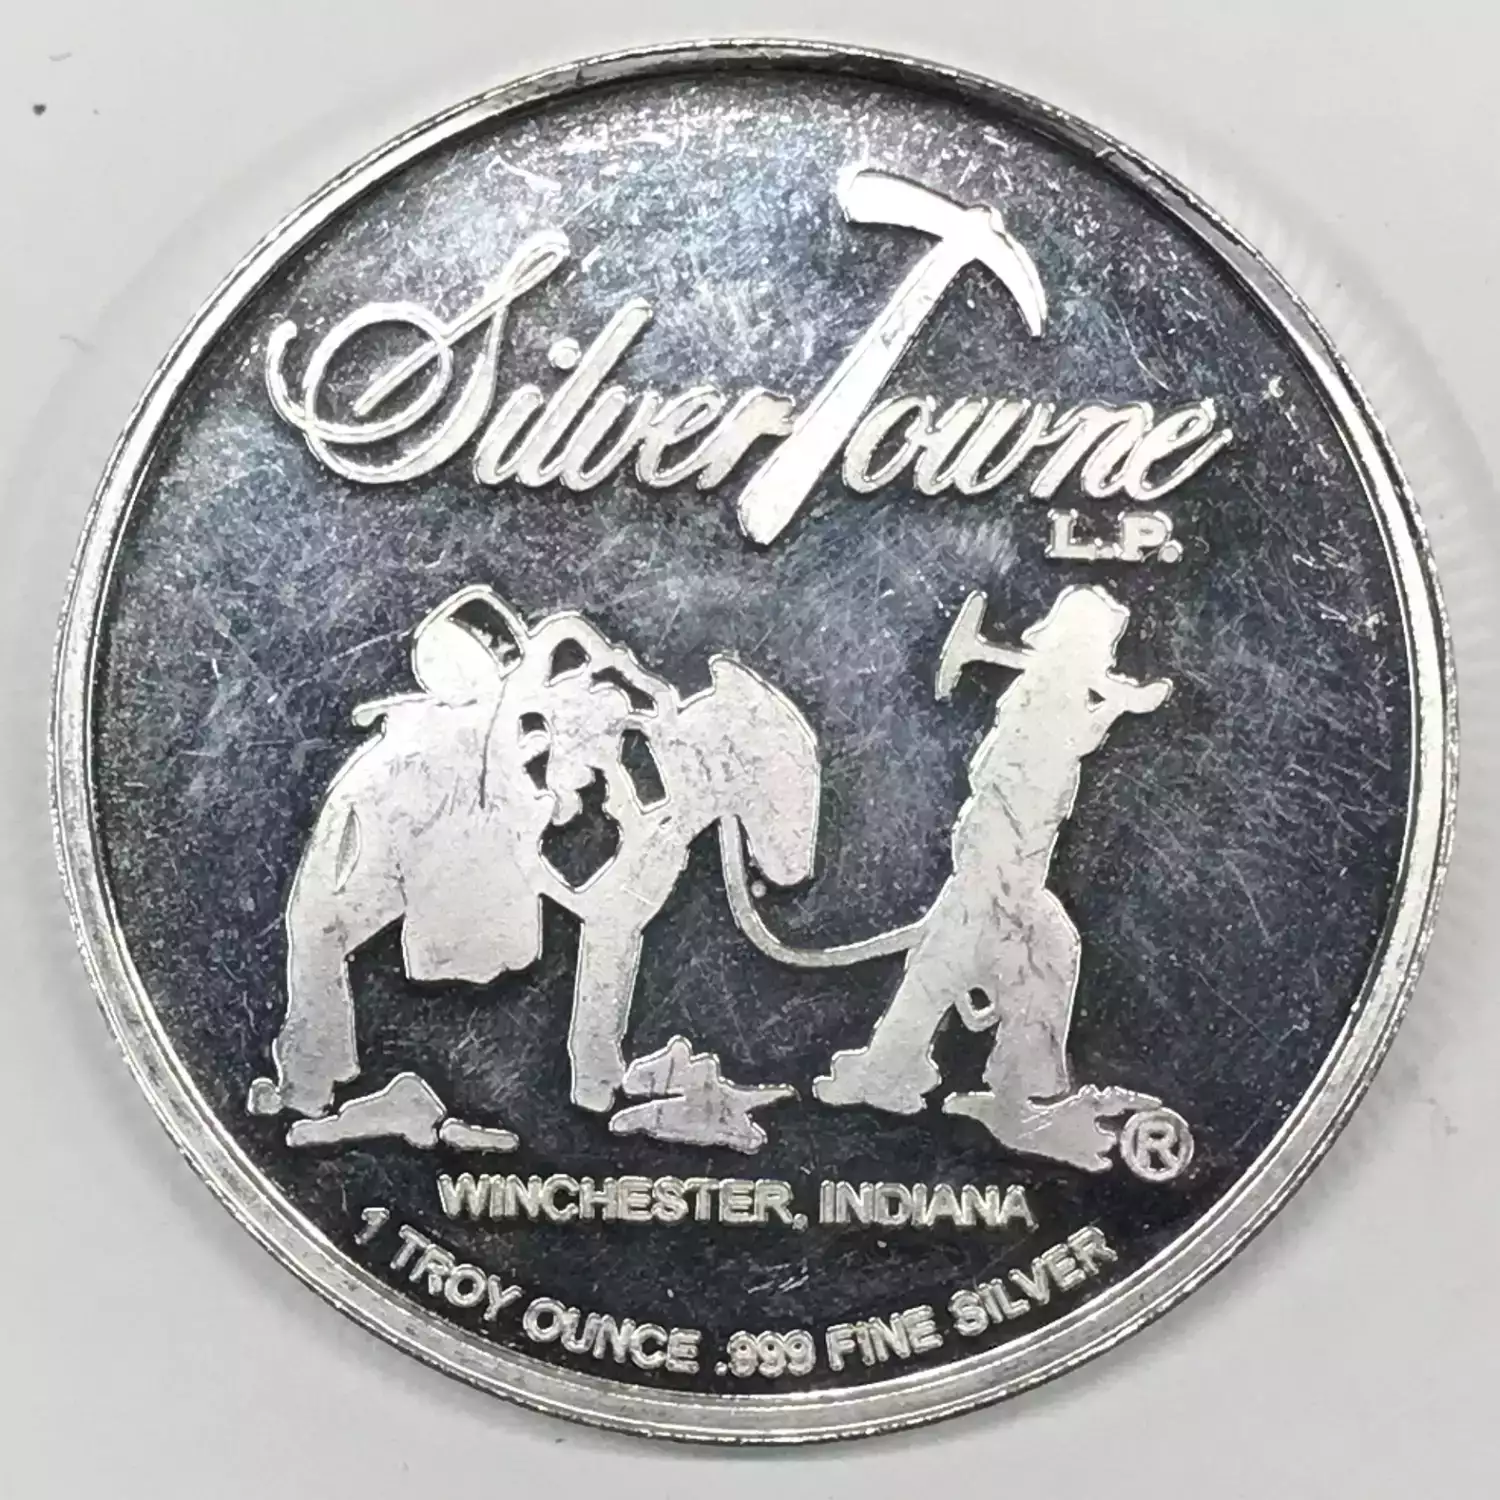 SilverTowne
L.P.
®
WINCHESTER, INDIANA
1 TROY OUNCE .999 FINE SILVER